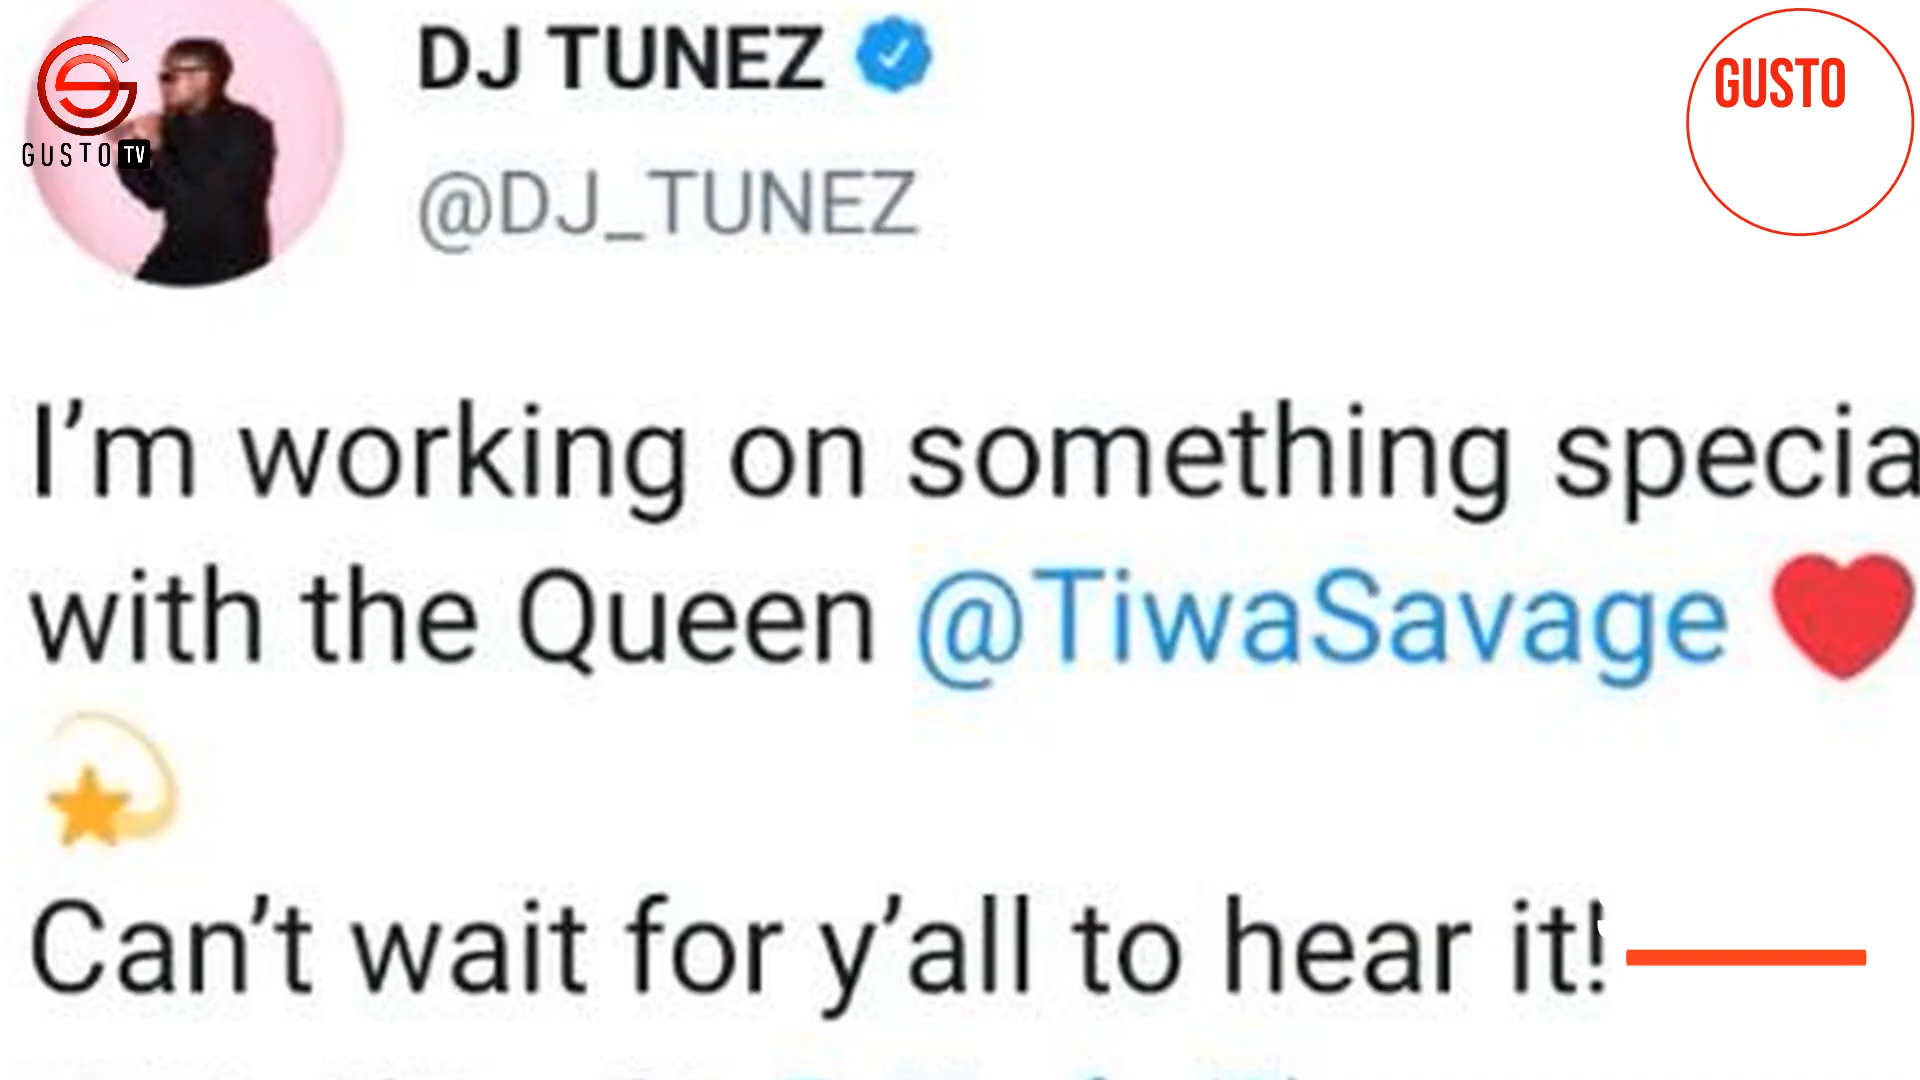 DJ TUNEZ
@DJ_TUNEZ
GUSTO TV
GUSTO
I’m working on something specia
with the Queen @TiwaSavage ❤️
💫
Can’t wait for y’all to hear it!